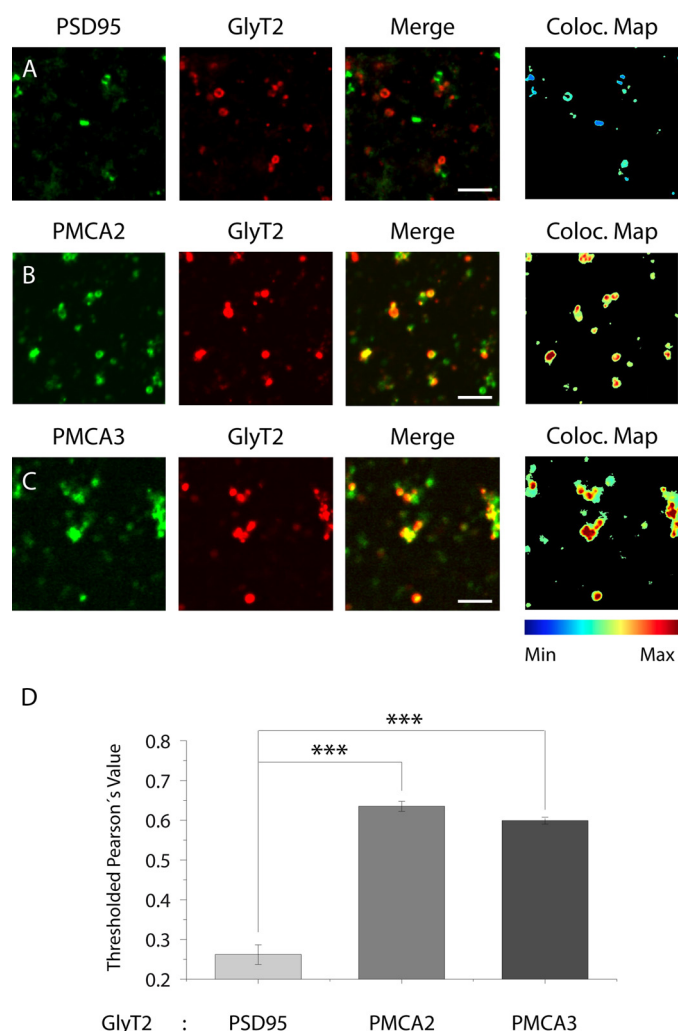 PSD95 GlyT2 Merge Coloc. Map
A
PMCA2 GlyT2 Merge Coloc. Map
B
PMCA3 GlyT2 Merge Coloc. Map
C
Min Max
D
***
***
0.8
0.7
0.6
0.5
0.4
0.3
0.2
Thresholded Pearson´s Value
GlyT2 : PSD95 PMCA2 PMCA3